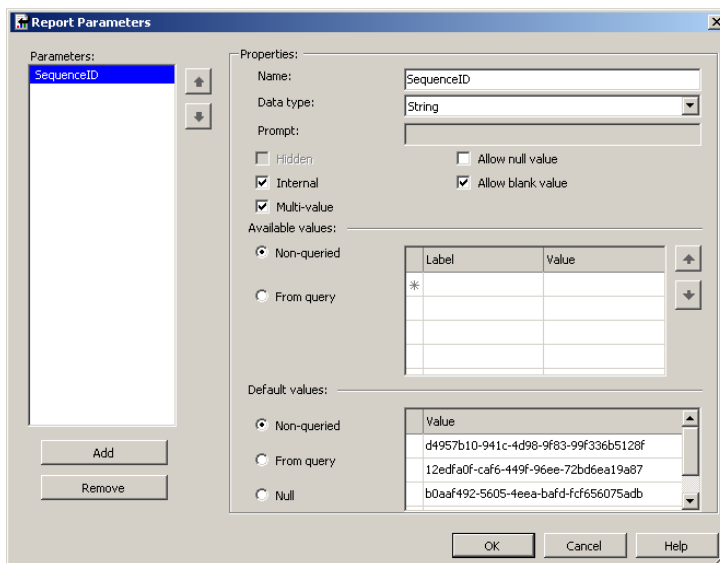 Report Parameters
Parameters:
SequenceID
Add
Remove
Properties:
Name:
SequenceID
Data type:
String
Prompt:
Hidden
Allow null value
Internal
Allow blank value
Multi-value
Available values:
Non-queried
From query
Label Value
*
Default values:
Non-queried
From query
Null
Value
d4957b10-941c-4d98-9f83-99f336b5128f
12edfa0f-caf6-449f-96ee-72bd6ea19a87
b0aaf492-5605-4eea-bafd-fcf656075adb
OK Cancel Help